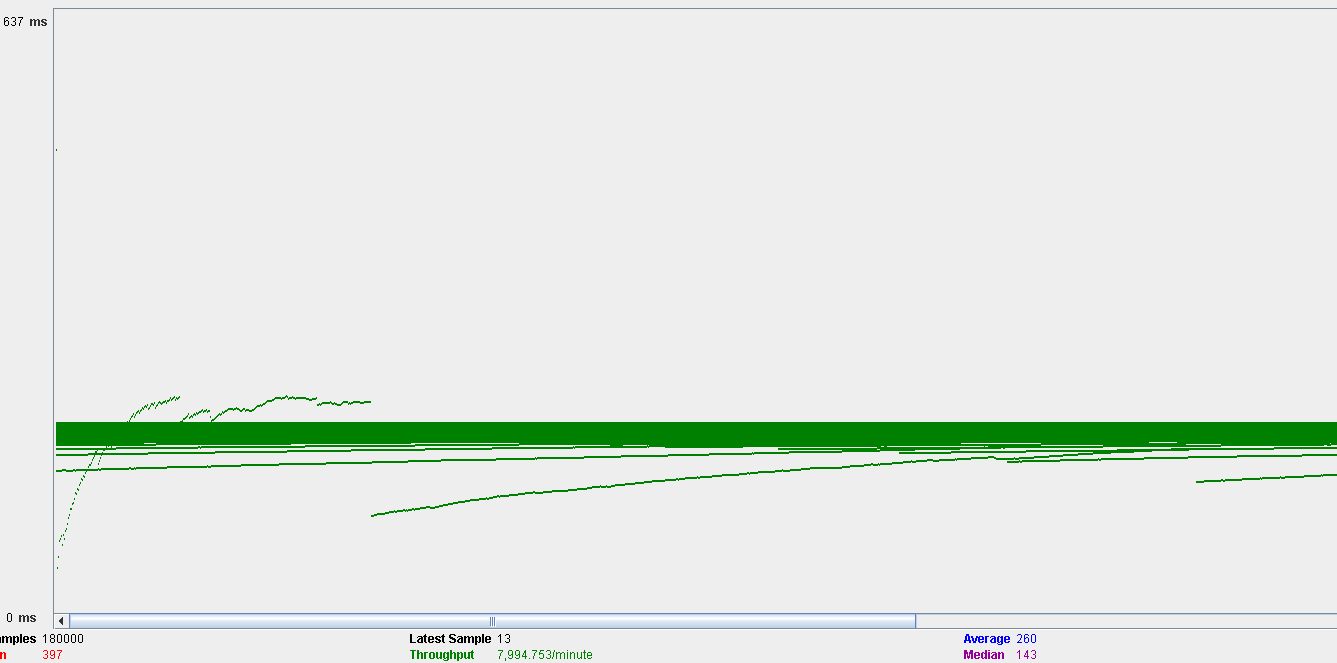 637 ms
0 ms
amples 180000 Latest Sample 13 Average 260
n 397 Throughput 7,994.753/minute Median 143